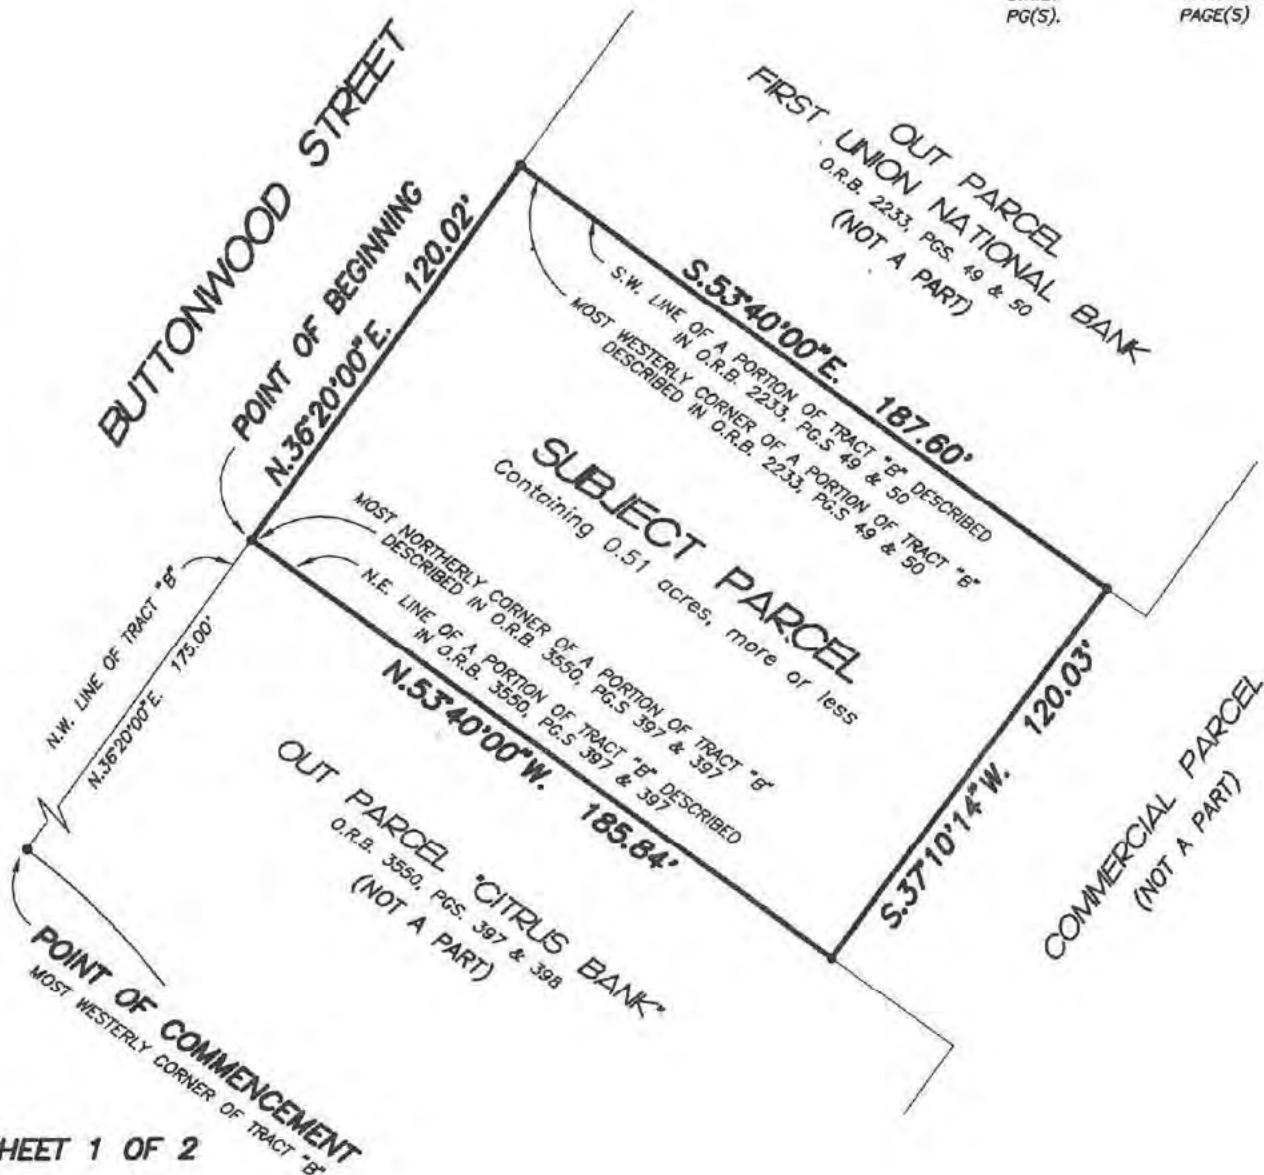 PG(S).
PAGE(S)
BUTTONWOOD STREET
FIRST UNION NATIONAL BANK
OUT PARCEL
O.R.B. 2233, PGS. 49 & 50
(NOT A PART)
POINT OF BEGINNING
N.36°20'00"E. 120.02'
S.53°40'00"E. 187.60'
S.W. LINE OF A PORTION OF TRACT "B" DESCRIBED
IN O.R.B. 2233, PG.S 49 & 50
MOST WESTERLY CORNER OF A PORTION OF TRACT "B"
DESCRIBED IN O.R.B. 2233, PG.S 49 & 50
SUBJECT PARCEL
Containing 0.51 acres, more or less
MOST NORTHERLY CORNER OF A PORTION OF TRACT "B"
DESCRIBED IN O.R.B. 3550, PG.S 397 & 397
N.E. LINE OF A PORTION OF TRACT "B" DESCRIBED
IN O.R.B. 3550, PG.S 397 & 397
N.53°40'00"W. 185.84'
S.37°10'14"W. 120.03'
N.W. LINE OF TRACT "B"
N.36°20'00"E. 175.00'
OUT PARCEL "CITRUS BANK"
O.R.B. 3550, PGS. 397 & 398
(NOT A PART)
COMMERCIAL PARCEL
(NOT A PART)
POINT OF COMMENCEMENT
MOST WESTERLY CORNER OF TRACT "B"
HEET 1 OF 2